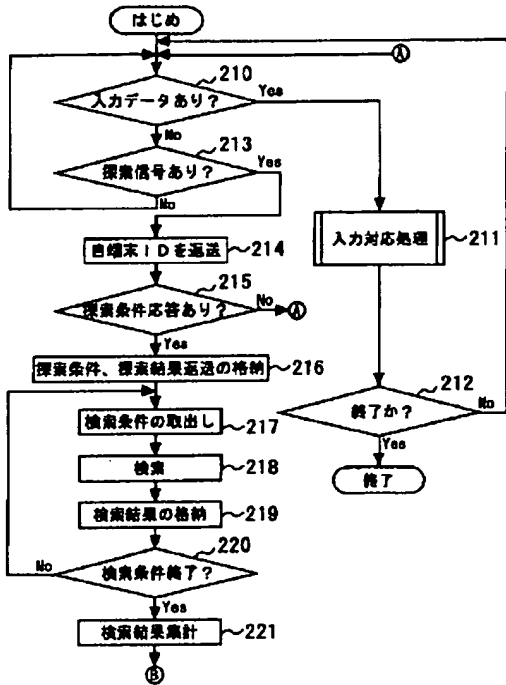 はじめ
Ⓐ
210
入力データあり?
Yes
No
213
探索信号あり?
Yes
No
自端末IDを返送
214
入力対応処理
211
215
探索条件応答あり?
No
Ⓐ
Yes
探索条件、探索結果返送の格納
216
212
終了か?
No
Yes
終了
検索条件の取出し
217
検索
218
検索結果の格納
219
220
検索条件終了?
No
Yes
検索結果集計
221
Ⓑ